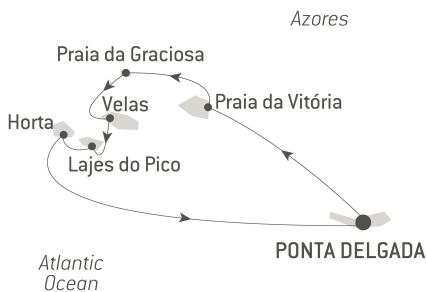 Azores
Praia da Graciosa
Velas
Praia da Vitória
Horta
Lajes do Pico
PONTA DELGADA
Atlantic
Ocean